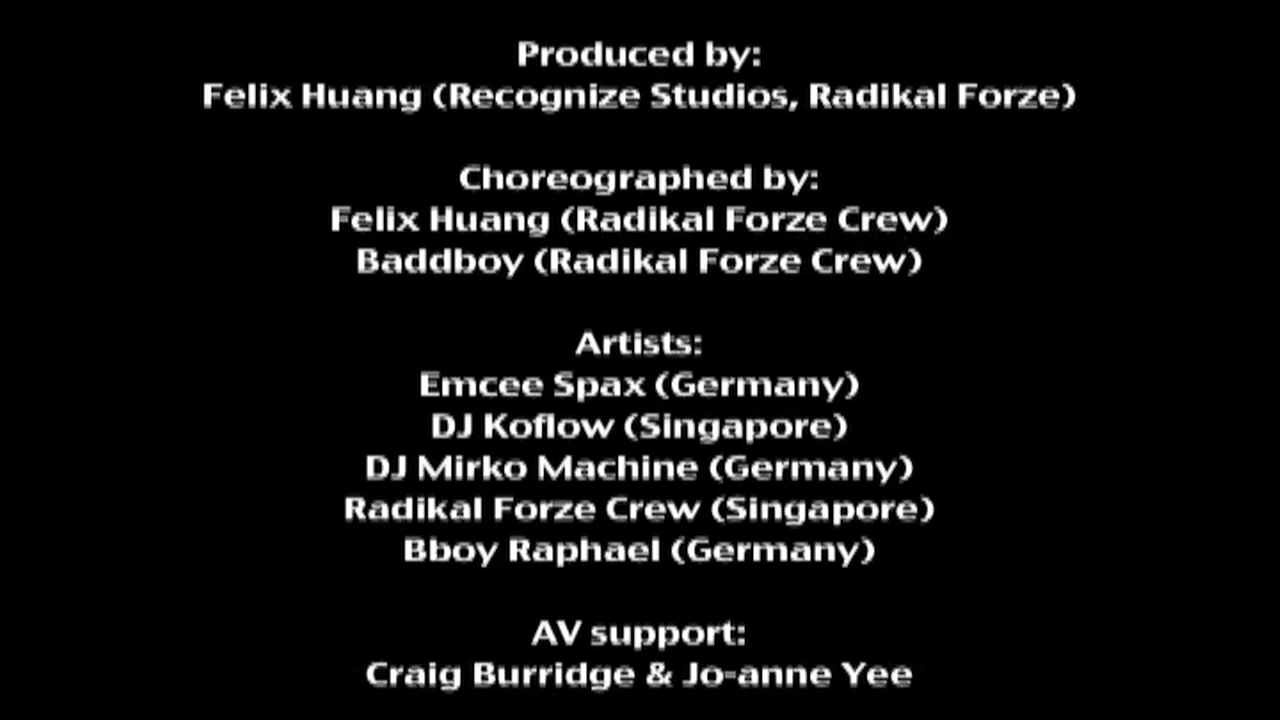 Produced by:
Felix Huang (Recognize Studios, Radikal Forze)
Choreographed by:
Felix Huang (Radikal Forze Crew)
Baddboy (Radikal Forze Crew)
Artists:
Emcee Spax (Germany)
DJ Koflow (Singapore)
DJ Mirko Machine (Germany)
Radikal Forze Crew (Singapore)
Bboy Raphael (Germany)
AV support:
Craig Burridge & Jo-anne Yee